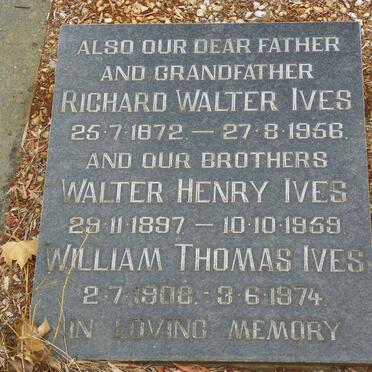 ALSO OUR DEAR FATHER
AND GRANDFATHER
RICHARD WALTER IVES
25·7·1872 — 27·8·1956.
AND OUR BROTHERS
WALTER HENRY IVES
29·11·1897 — 10·10·1959
WILLIAM THOMAS IVES
2·7·1908.-3·6·1974.
IN LOVING MEMORY